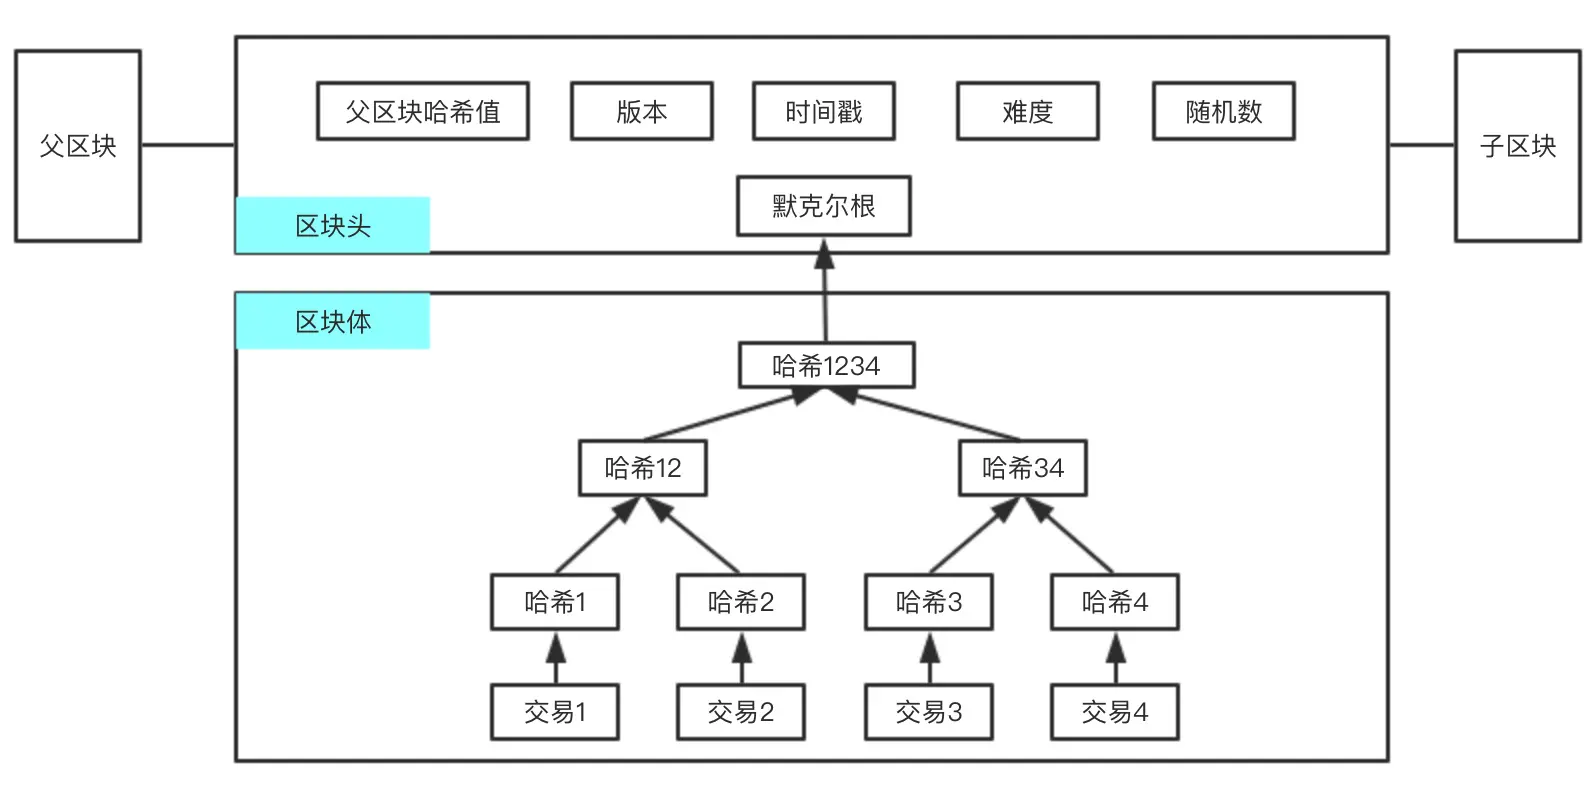 父区块
父区块哈希值
版本
时间戳
难度
随机数
子区块
默克尔根
区块头
区块体
哈希1234
哈希12
哈希34
哈希1
哈希2
哈希3
哈希4
交易1
交易2
交易3
交易4